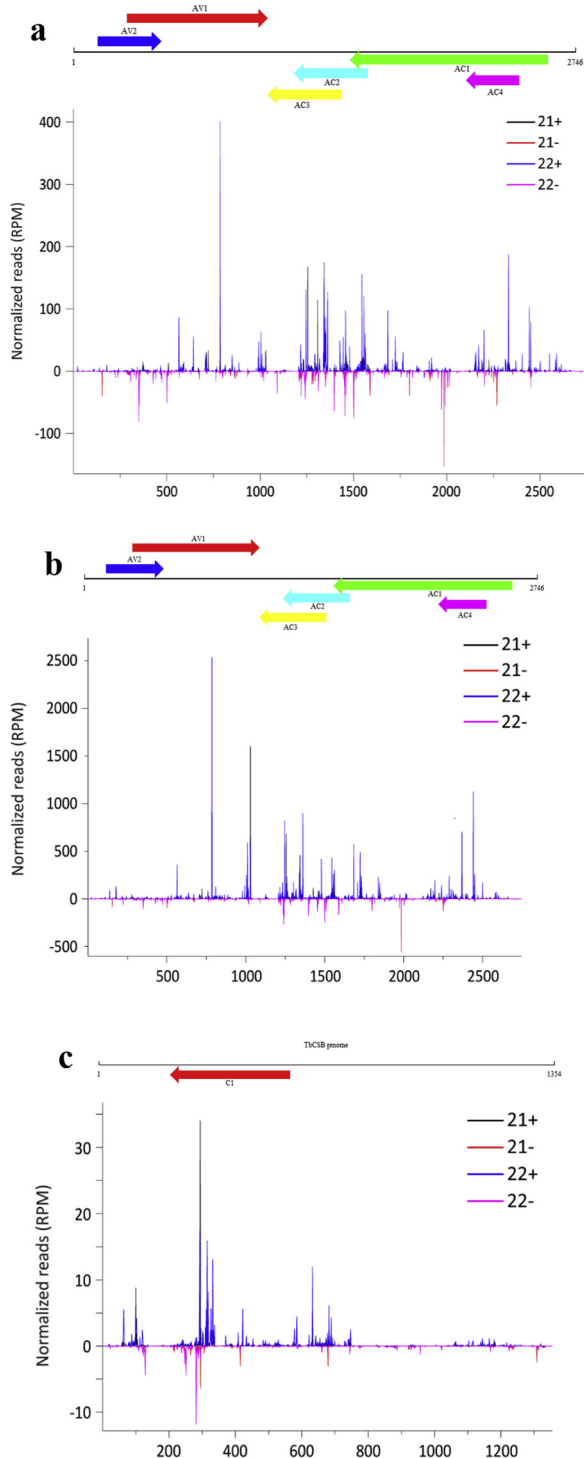 a
AV1
AV2
1
2746
AC1
AC2
AC4
AC3
Normalized reads (RPM)
400
300
200
100
0
-100
21+
21-
22+
22-
500
1000
1500
2000
2500
b
AV1
AV2
1
2746
AC1
AC2
AC4
AC3
Normalized reads (RPM)
2500
2000
1500
1000
500
0
-500
21+
21-
22+
22-
500
1000
1500
2000
2500
c
TbCSB genome
1
1354
C1
Normalized reads (RPM)
30
20
10
0
-10
21+
21-
22+
22-
200
400
600
800
1000
1200